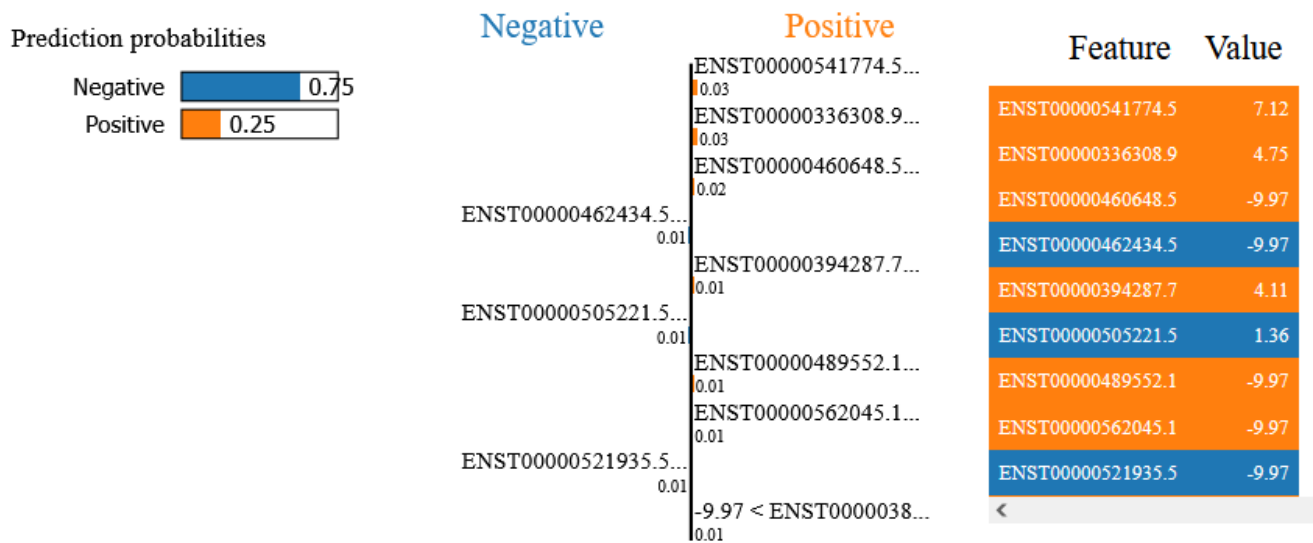 Prediction probabilities
Negative 0.75
Positive 0.25
Negative Positive
ENST00000541774.5...
0.03
ENST00000336308.9...
0.03
ENST00000460648.5...
0.02
ENST00000462434.5...
0.01
ENST00000394287.7...
0.01
ENST00000505221.5...
0.01
ENST00000489552.1...
0.01
ENST00000562045.1...
0.01
ENST00000521935.5...
0.01
-9.97 < ENST0000038...
0.01
Feature Value
ENST00000541774.5 7.12
ENST00000336308.9 4.75
ENST00000460648.5 -9.97
ENST00000462434.5 -9.97
ENST00000394287.7 4.11
ENST00000505221.5 1.36
ENST00000489552.1 -9.97
ENST00000562045.1 -9.97
ENST00000521935.5 -9.97